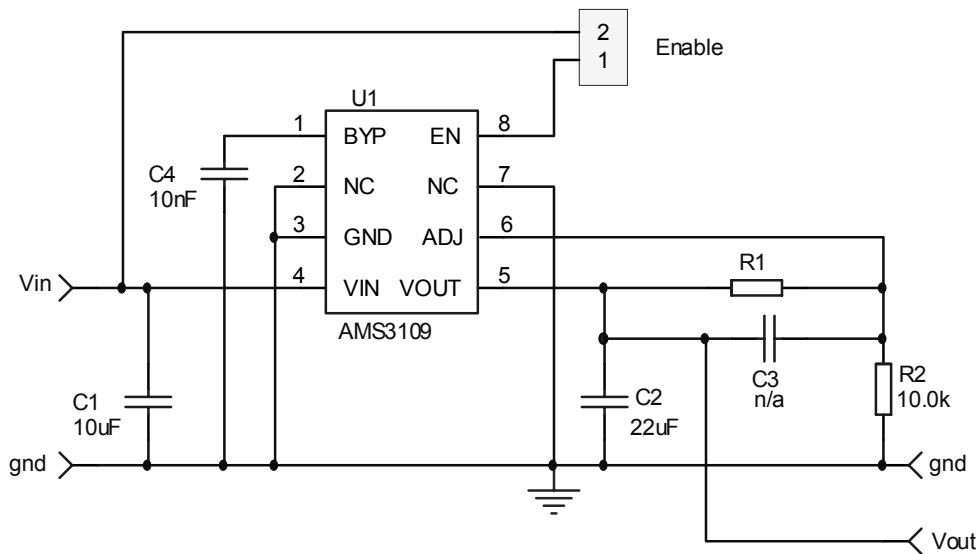 2
1
Enable
U1
1
BYP
EN
8
C4
10nF
2
NC
NC
7
3
GND
ADJ
6
Vin
4
VIN
VOUT
5
R1
AMS3109
C1
10uF
C2
22uF
C3
n/a
R2
10.0k
gnd
gnd
Vout